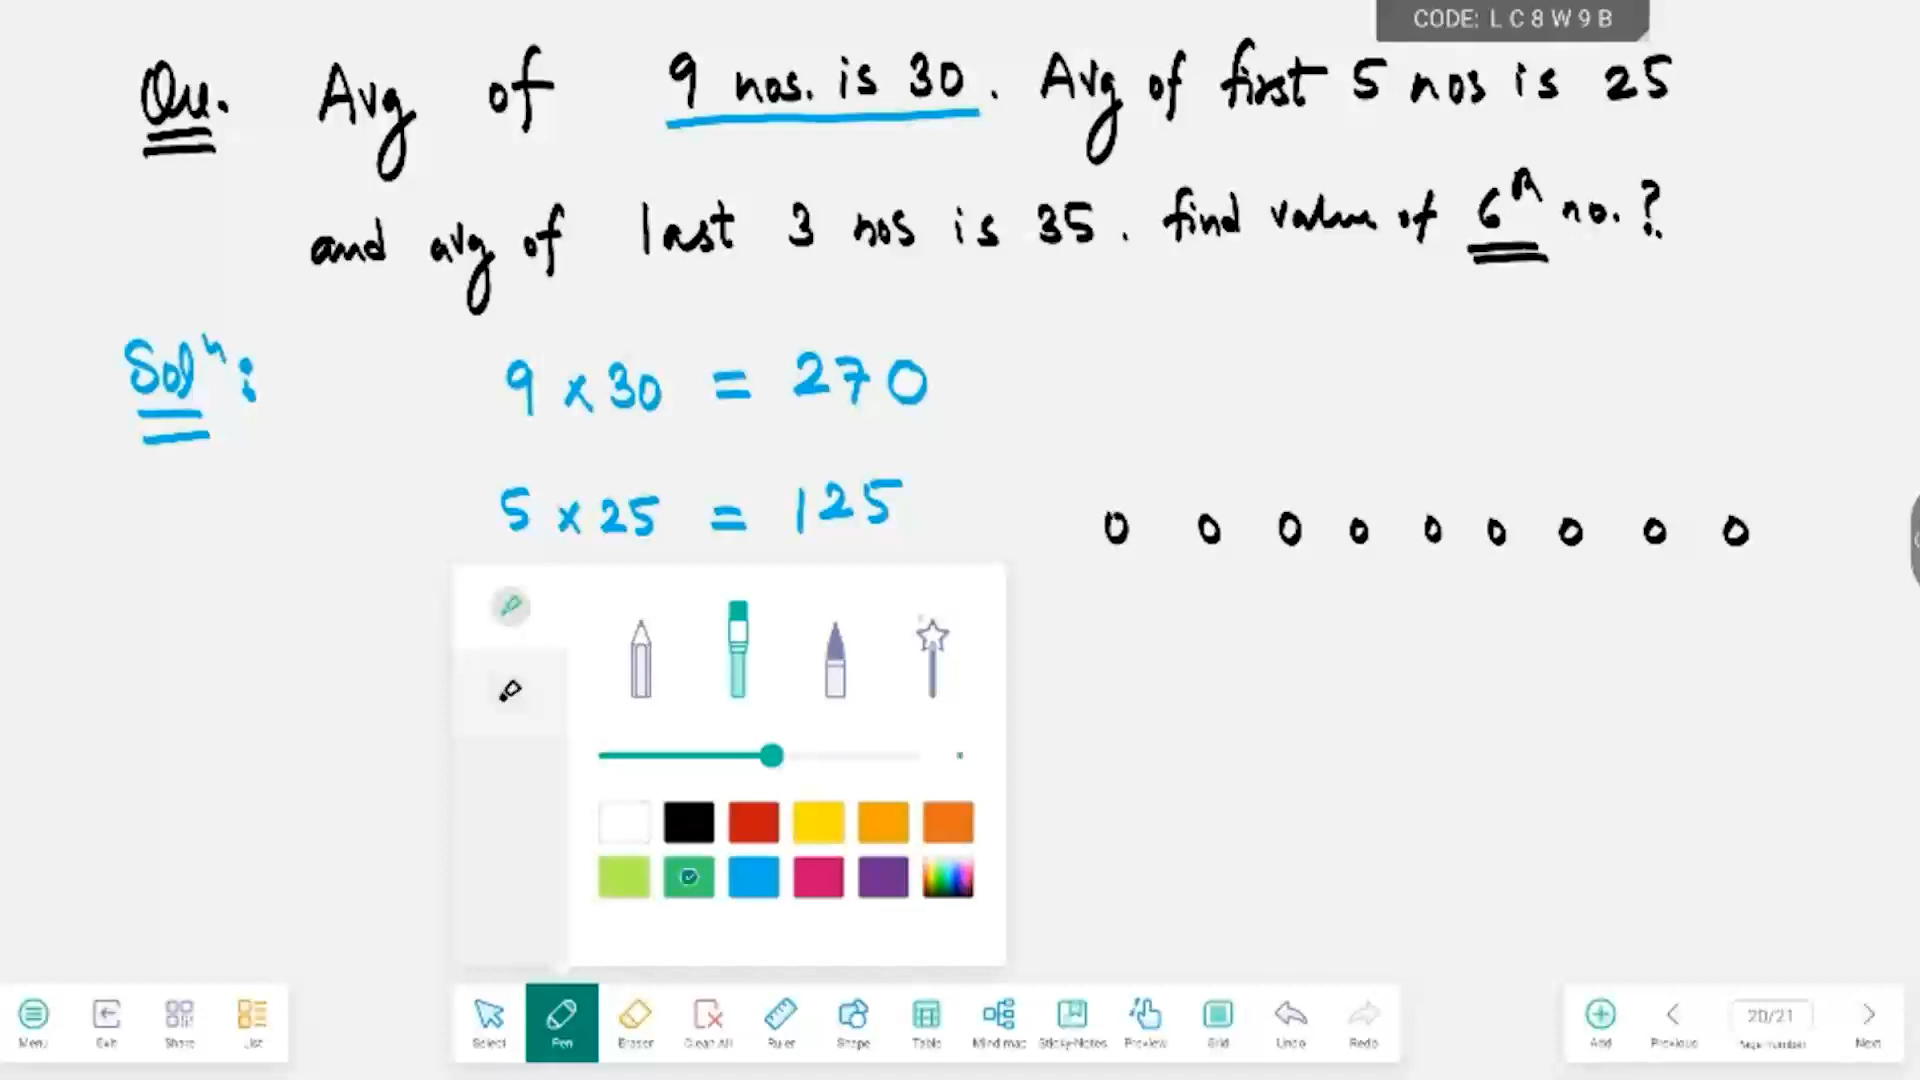 CODE: L C 8 W 9 B
Qu. Avg of 9 nos. is 30. Avg of first 5 nos is 25
and avg of last 3 nos is 35. find value of 6th no.?
Solⁿ: 9 × 30 = 270
5 × 25 = 125
0 0 0 0 0 0 0 0 0
Menu Exit Share List Select Pen Eraser Clean All Ruler Shape Table Mind map Sticky-Notes Preview Grid Undo Redo Add Previous 20/21 Next